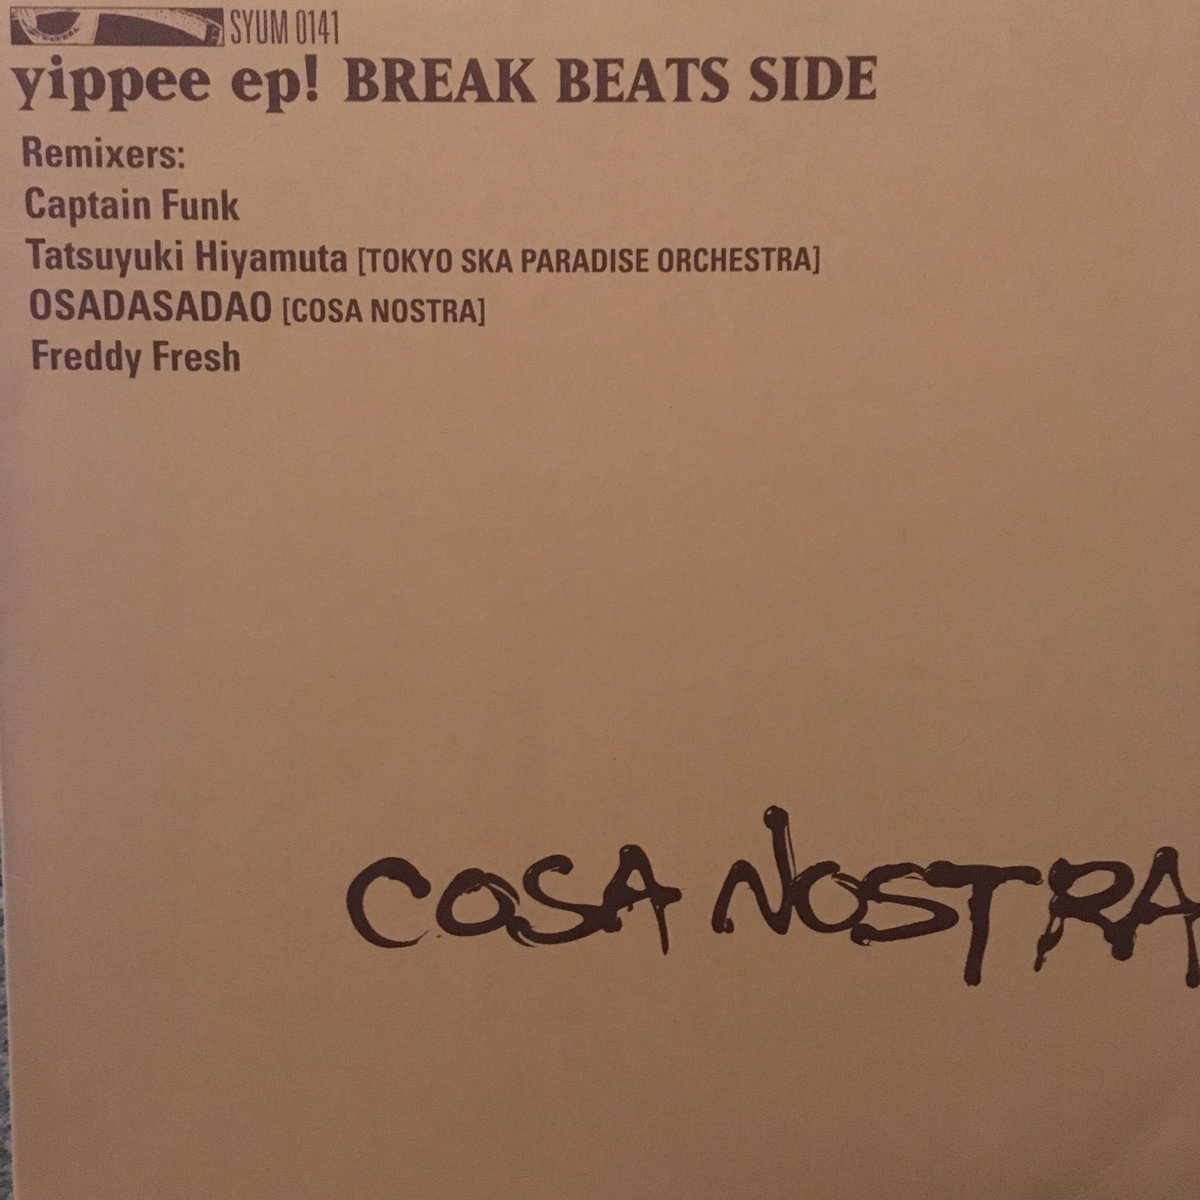 SYUM 0141
yippee ep! BREAK BEATS SIDE
Remixers:
Captain Funk
Tatsuyuki Hiyamuta [TOKYO SKA PARADISE ORCHESTRA]
OSADASADAO [COSA NOSTRA]
Freddy Fresh
COSA NOSTRA